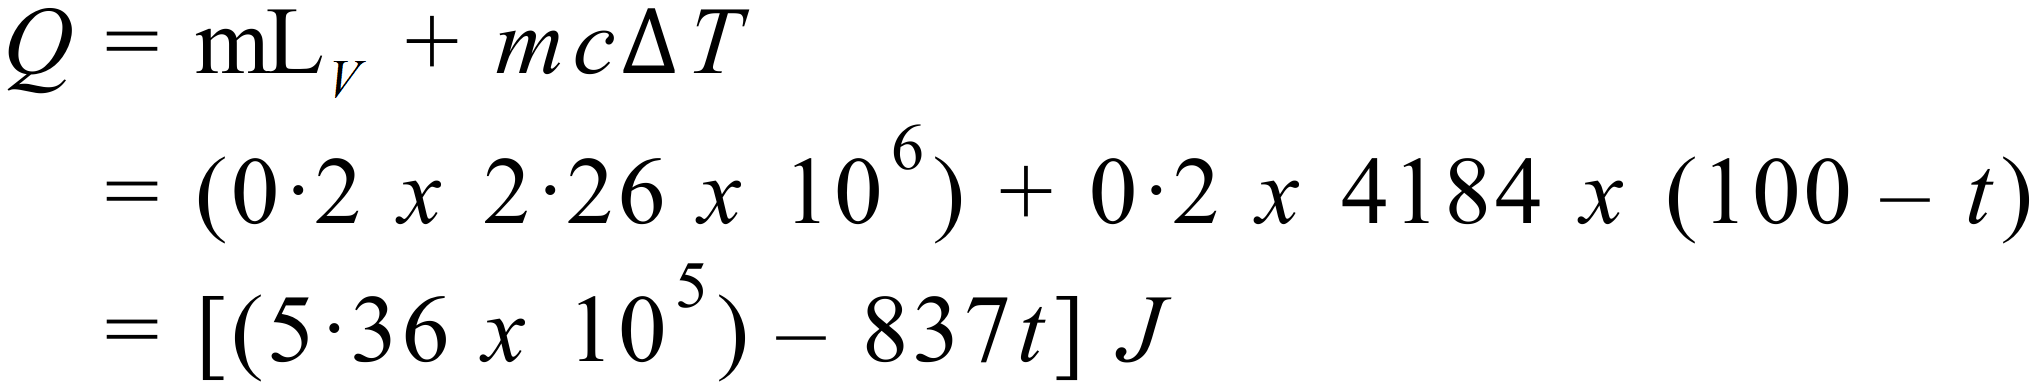 Q = mL_V + mcΔT
= (0·2 x 2·26 x 10^6) + 0·2 x 4184 x (100 – t)
= [(5·36 x 10^5) – 837t] J